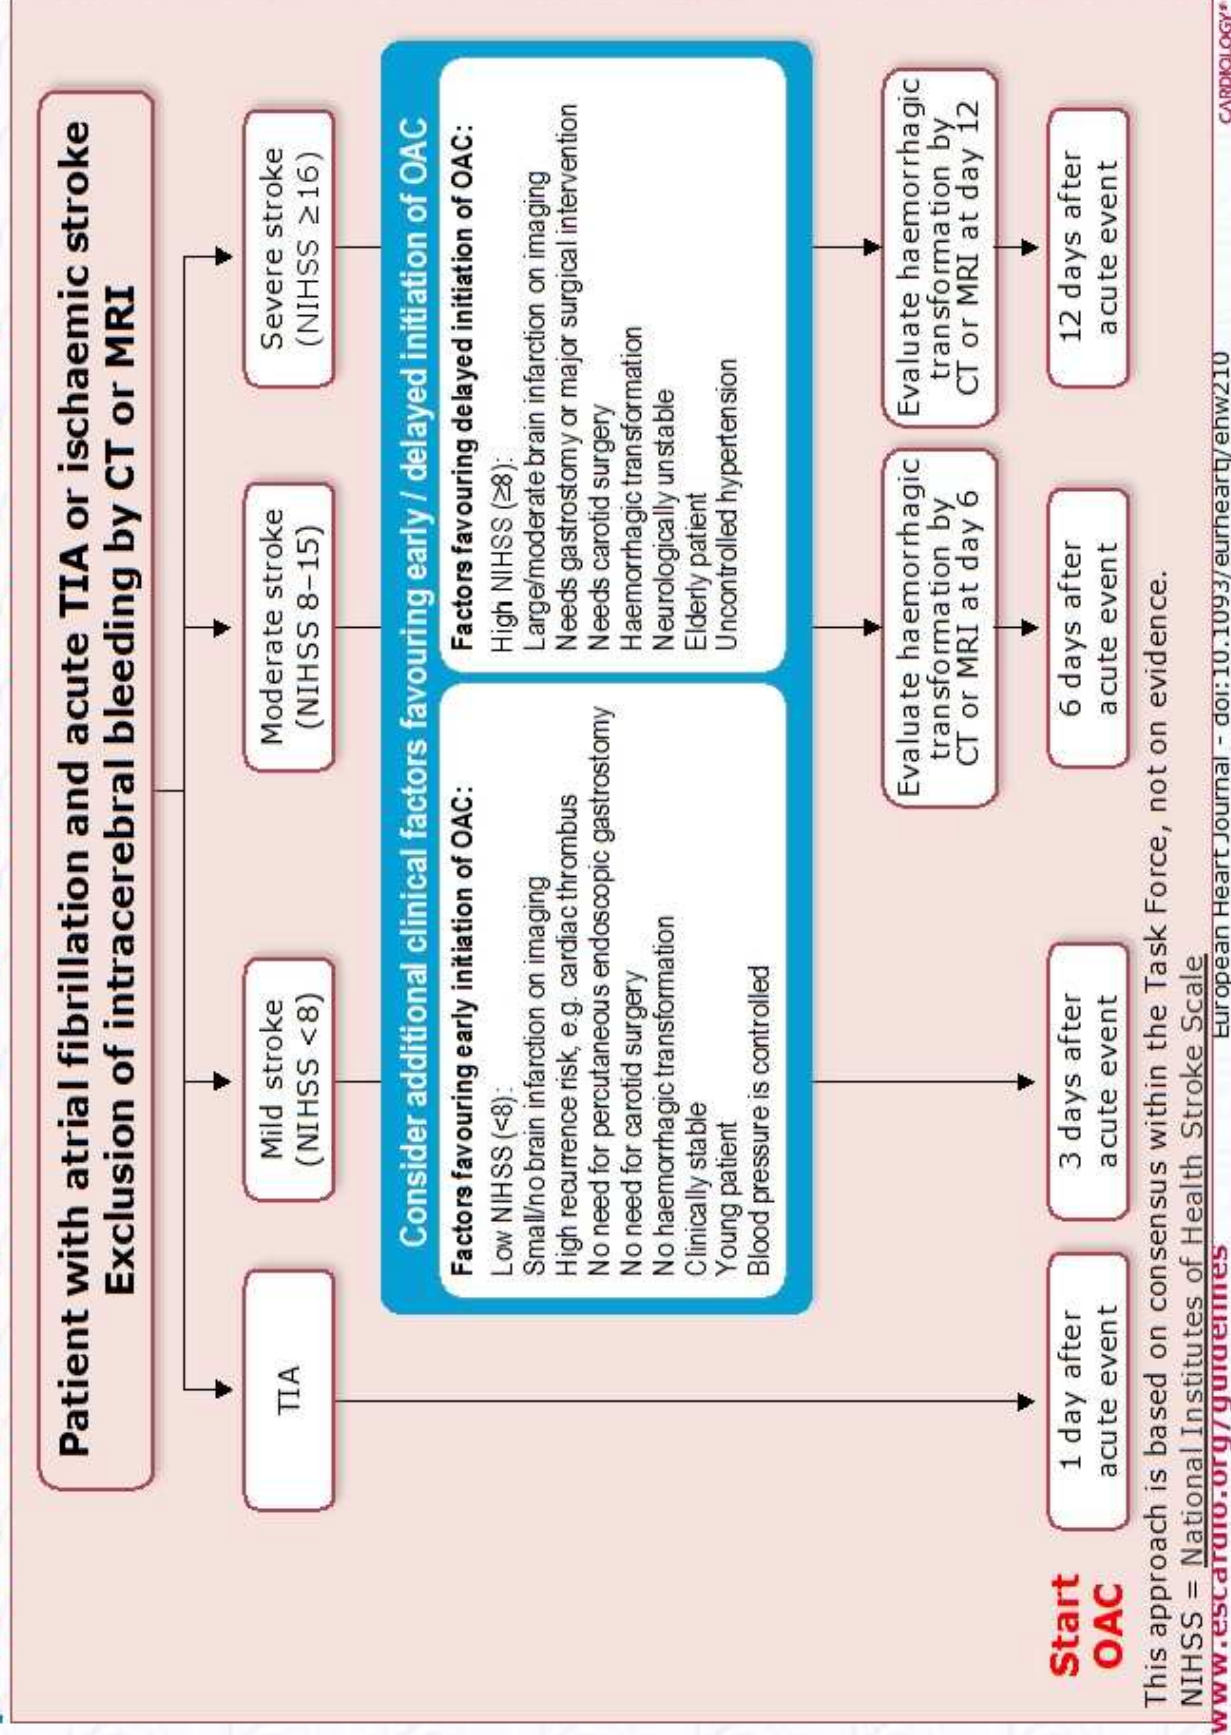 Patient with atrial fibrillation and acute TIA or ischaemic stroke
Exclusion of intracerebral bleeding by CT or MRI
TIA
Mild stroke
(NIHSS <8)
Moderate stroke
(NIHSS 8–15)
Severe stroke
(NIHSS ≥16)
Consider additional clinical factors favouring early / delayed initiation of OAC
Factors favouring early initiation of OAC:
Low NIHSS (<8):
Small/no brain infarction on imaging
High recurrence risk, e.g. cardiac thrombus
No need for percutaneous endoscopic gastrostomy
No need for carotid surgery
No haemorrhagic transformation
Clinically stable
Young patient
Blood pressure is controlled
Factors favouring delayed initiation of OAC:
High NIHSS (≥8):
Large/moderate brain infarction on imaging
Needs gastrostomy or major surgical intervention
Needs carotid surgery
Haemorrhagic transformation
Neurologically unstable
Elderly patient
Uncontrolled hypertension
Evaluate haemorrhagic
transformation by
CT or MRI at day 6
Evaluate haemorrhagic
transformation by
CT or MRI at day 12
Start
OAC
1 day after
acute event
3 days after
acute event
6 days after
acute event
12 days after
acute event
This approach is based on consensus within the Task Force, not on evidence.
NIHSS = National Institutes of Health Stroke Scale
www.escardio.org/guidelines
European Heart Journal - doi:10.1093/eurheartj/ehw210
CARDIOLOGY®